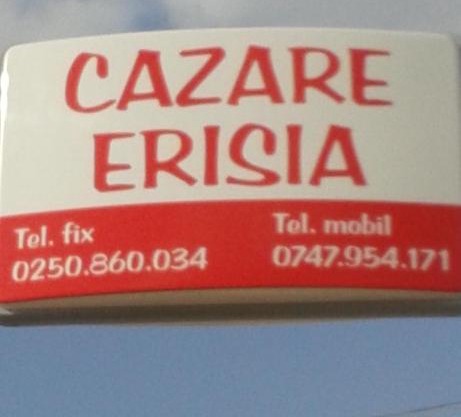 CAZARE
ERISIA
Tel. fix Tel. mobil
0250.860.034 0747.954.171